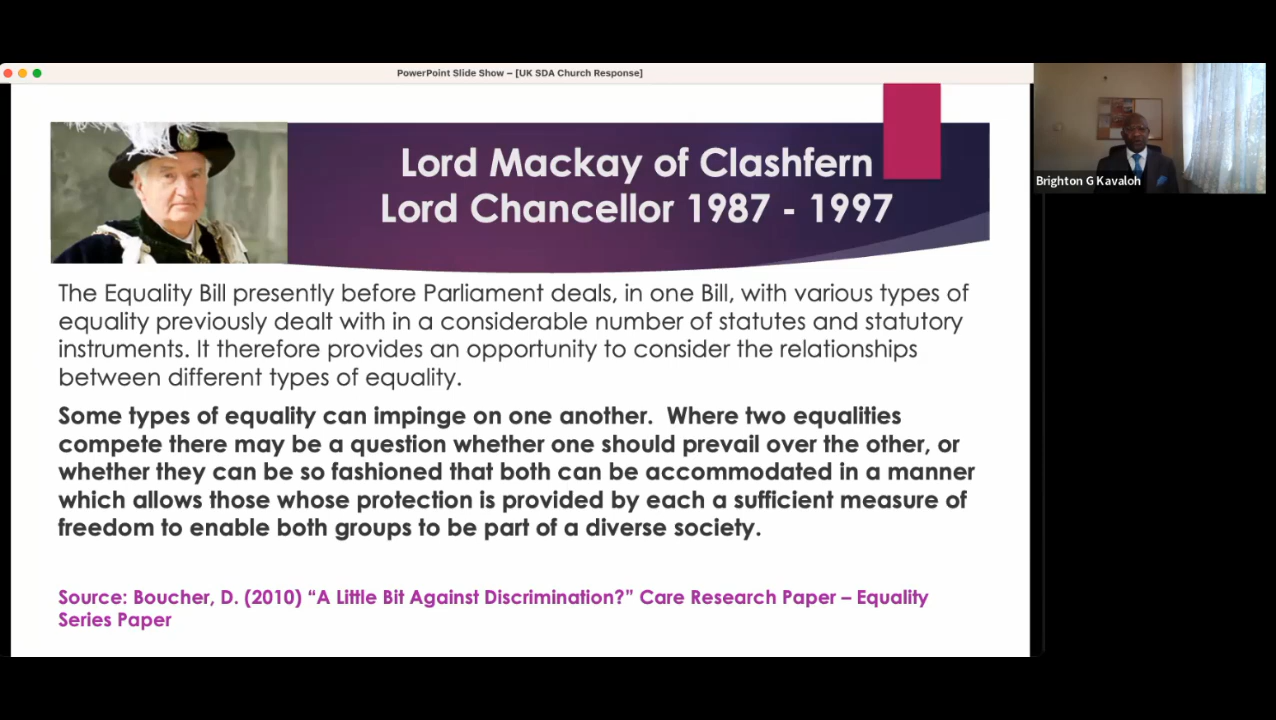 PowerPoint Slide Show – [UK SDA Church Response]
Lord Mackay of Clashfern
Lord Chancellor 1987 - 1997
Brighton G Kavaloh
The Equality Bill presently before Parliament deals, in one Bill, with various types of
equality previously dealt with in a considerable number of statutes and statutory
instruments. It therefore provides an opportunity to consider the relationships
between different types of equality.
Some types of equality can impinge on one another.  Where two equalities
compete there may be a question whether one should prevail over the other, or
whether they can be so fashioned that both can be accommodated in a manner
which allows those whose protection is provided by each a sufficient measure of
freedom to enable both groups to be part of a diverse society.
Source: Boucher, D. (2010) “A Little Bit Against Discrimination?” Care Research Paper – Equality
Series Paper